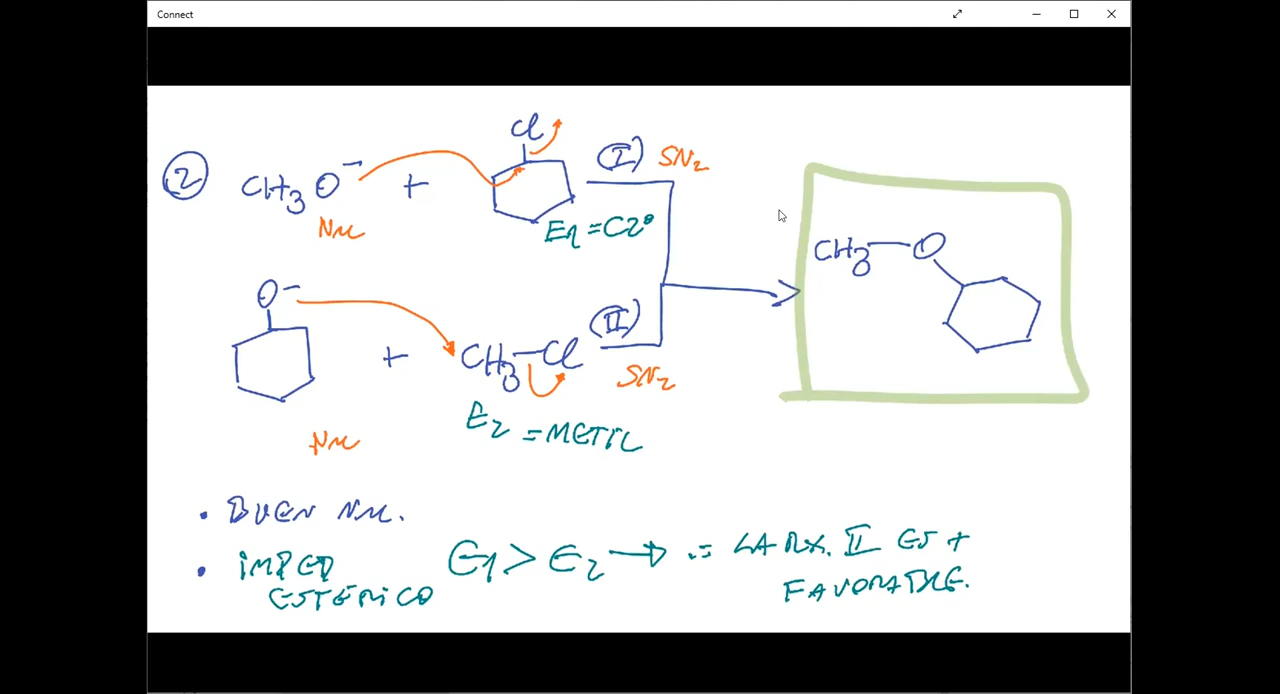 Connect
Cl
(I) SN2
② CH3O⁻ +
Nu
E1 = C2°
CH3—O
O⁻
(II)
+ CH3—Cl
SN2
E2 = METIL
Nu
• BUEN NU.
• IMPED ESTÉRICO
E1 > E2 → ∴ LA RX. II ES + FAVORABLE.